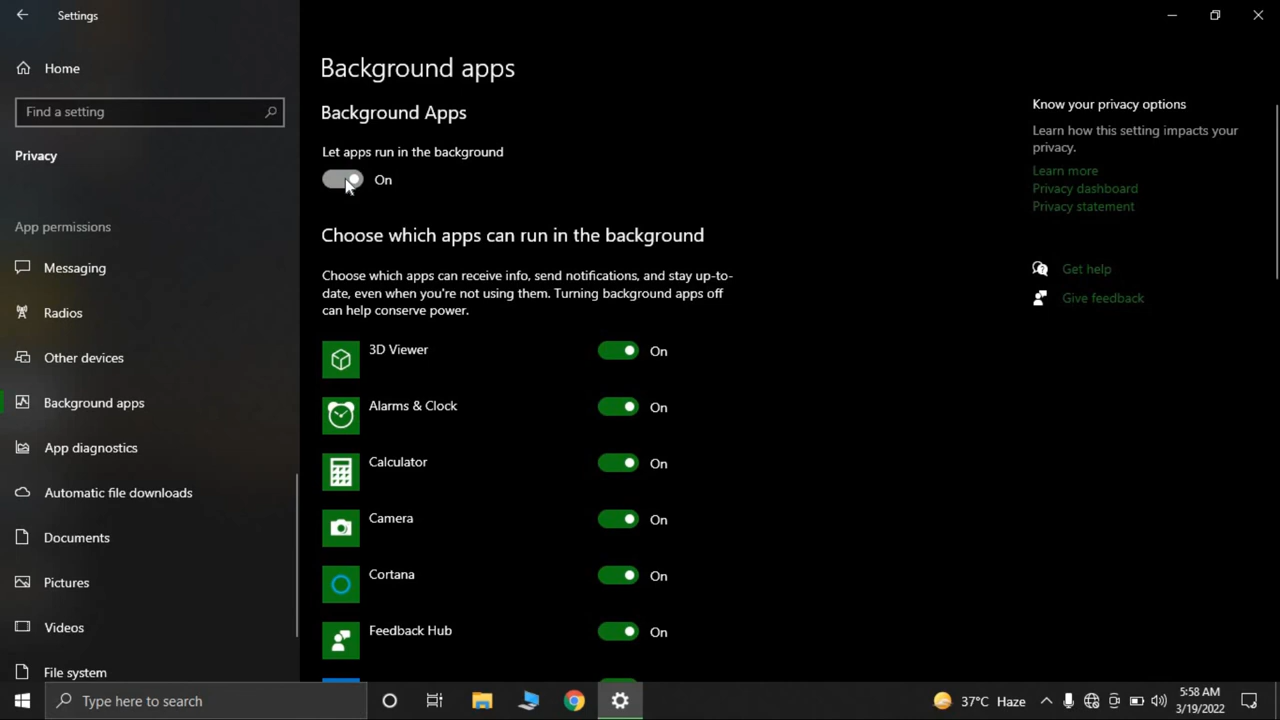 Settings
Home
Find a setting
Privacy
App permissions
Messaging
Radios
Other devices
Background apps
App diagnostics
Automatic file downloads
Documents
Pictures
Videos
File system
Background apps
Background Apps
Let apps run in the background
On
Choose which apps can run in the background
Choose which apps can receive info, send notifications, and stay up-to-
date, even when you're not using them. Turning background apps off
can help conserve power.
3D Viewer On
Alarms & Clock On
Calculator On
Camera On
Cortana On
Feedback Hub On
Know your privacy options
Learn how this setting impacts your
privacy.
Learn more
Privacy dashboard
Privacy statement
Get help
Give feedback
Type here to search
37°C Haze
5:58 AM
3/19/2022